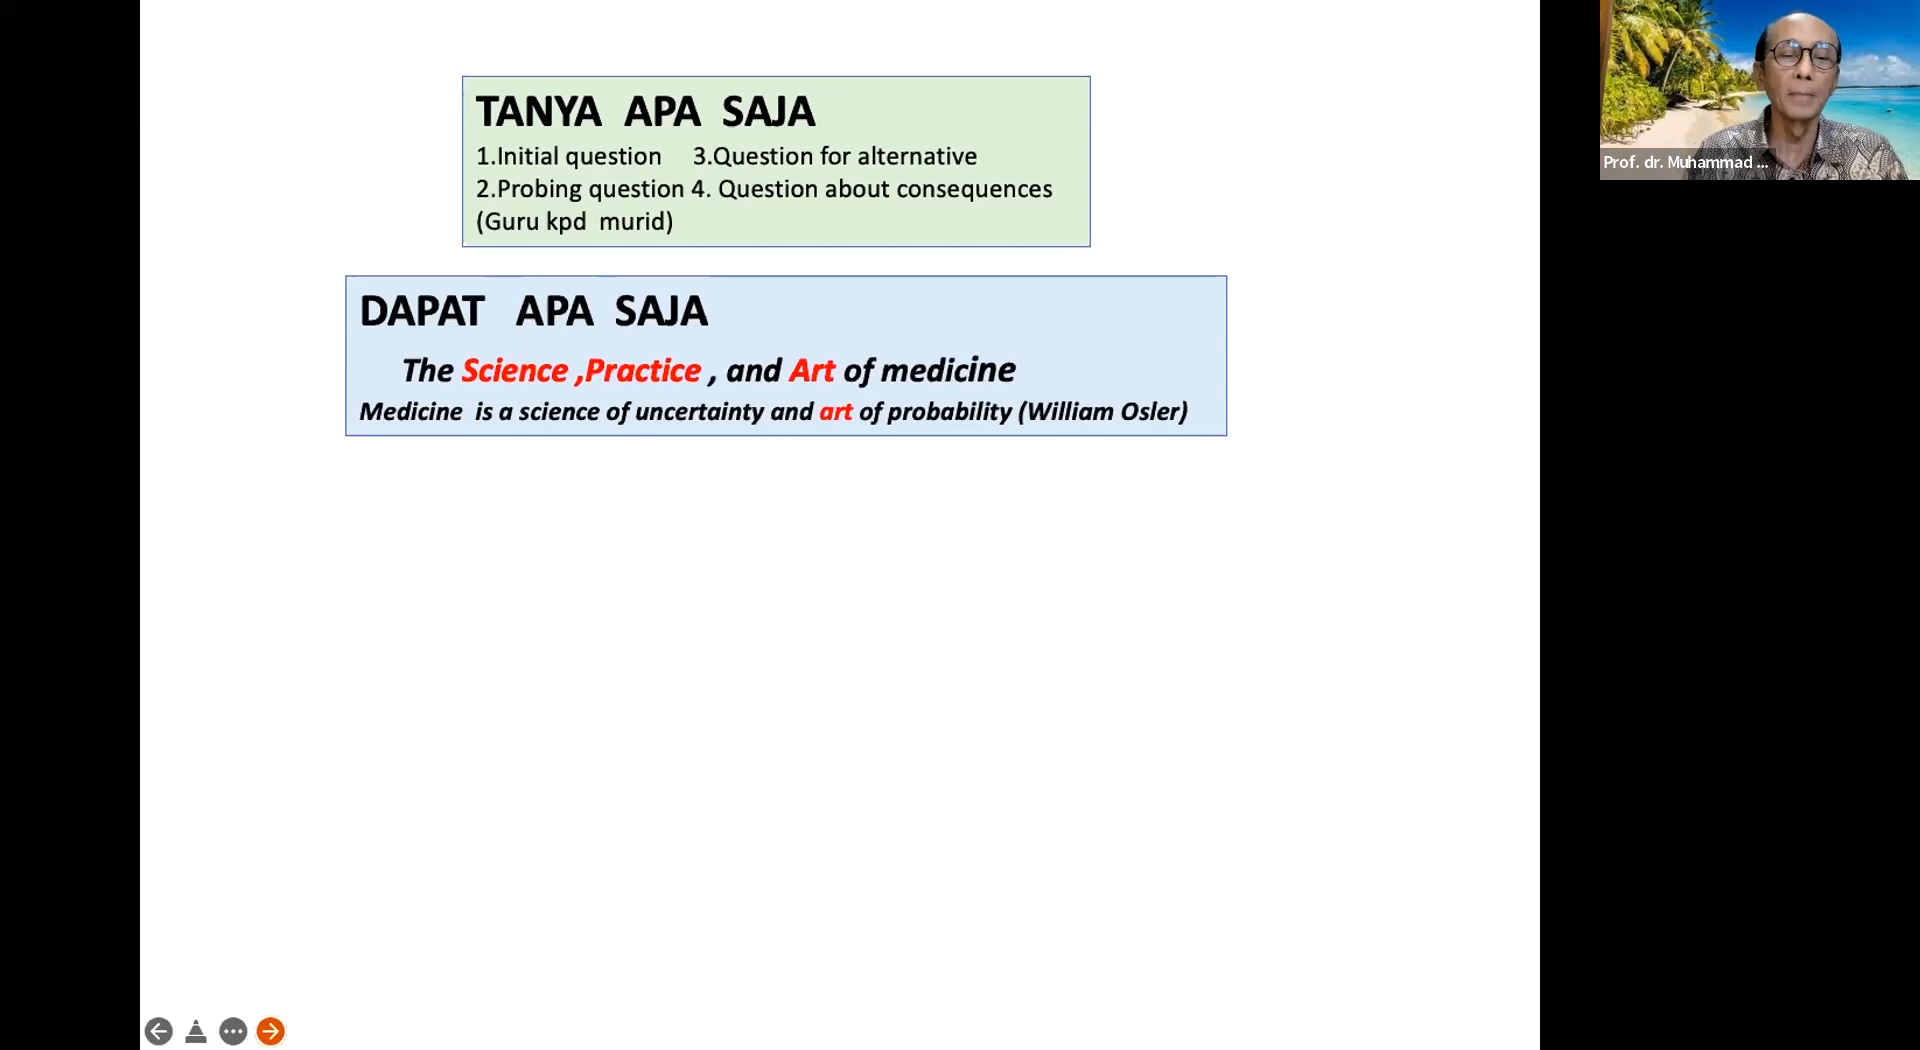 TANYA APA SAJA
1.Initial question 3.Question for alternative
2.Probing question 4. Question about consequences
(Guru kpd murid)
DAPAT APA SAJA
The Science ,Practice , and Art of medicine
Medicine is a science of uncertainty and art of probability (William Osler)
Prof. dr. Muhammad ...